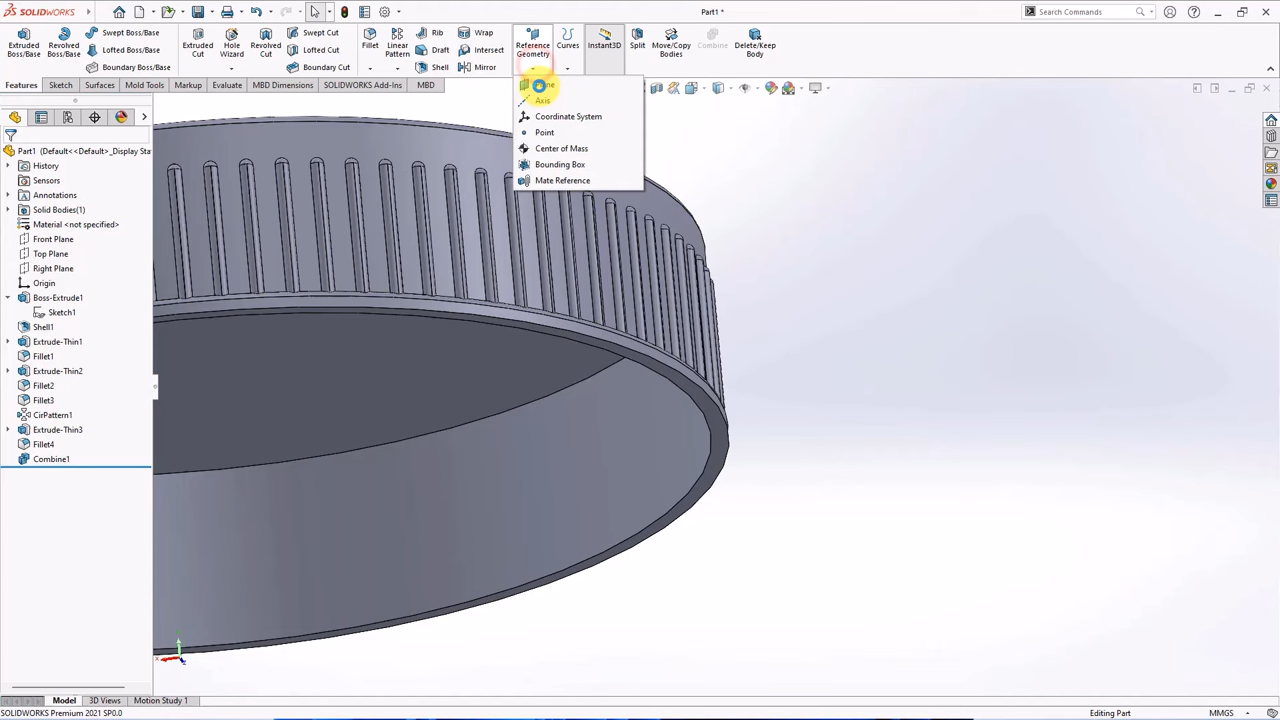 SOLIDWORKS
Part1 *
Search Commands
Extruded Boss/Base
Revolved Boss/Base
Swept Boss/Base
Lofted Boss/Base
Boundary Boss/Base
Extruded Cut
Hole Wizard
Revolved Cut
Swept Cut
Lofted Cut
Boundary Cut
Fillet
Linear Pattern
Rib
Draft
Shell
Wrap
Intersect
Mirror
Reference Geometry
Curves
Instant3D
Split
Move/Copy Bodies
Combine
Delete/Keep Body
Features
Sketch
Surfaces
Mold Tools
Markup
Evaluate
MBD Dimensions
SOLIDWORKS Add-Ins
MBD
Axis
Coordinate System
Point
Center of Mass
Bounding Box
Mate Reference
Part1 (Default<<Default>_Display Sta
History
Sensors
Annotations
Solid Bodies(1)
Material <not specified>
Front Plane
Top Plane
Right Plane
Origin
Boss-Extrude1
Sketch1
Shell1
Extrude-Thin1
Fillet1
Extrude-Thin2
Fillet2
Fillet3
CirPattern1
Extrude-Thin3
Fillet4
Combine1
Model
3D Views
Motion Study 1
SOLIDWORKS Premium 2021 SP0.0
Editing Part
MMGS